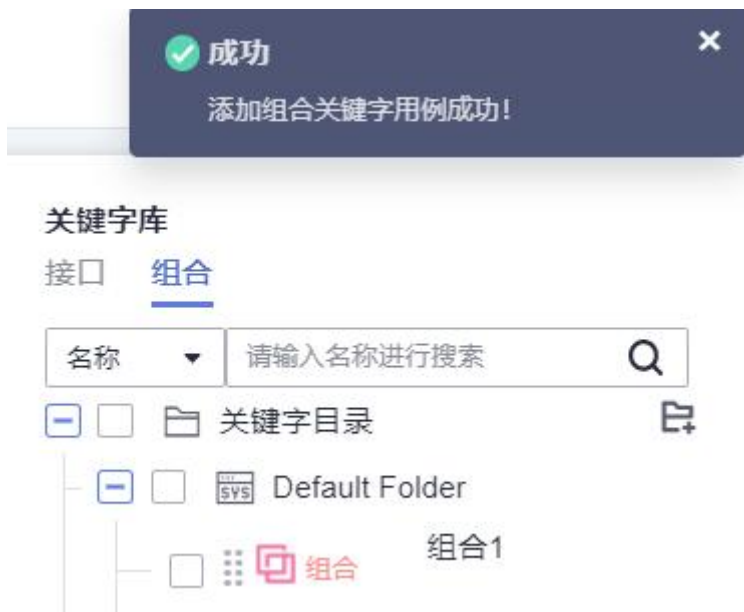 成功
添加组合关键字用例成功!
关键字库
接口 组合
名称 请输入名称进行搜索
关键字目录
SYS Default Folder
组合 组合1